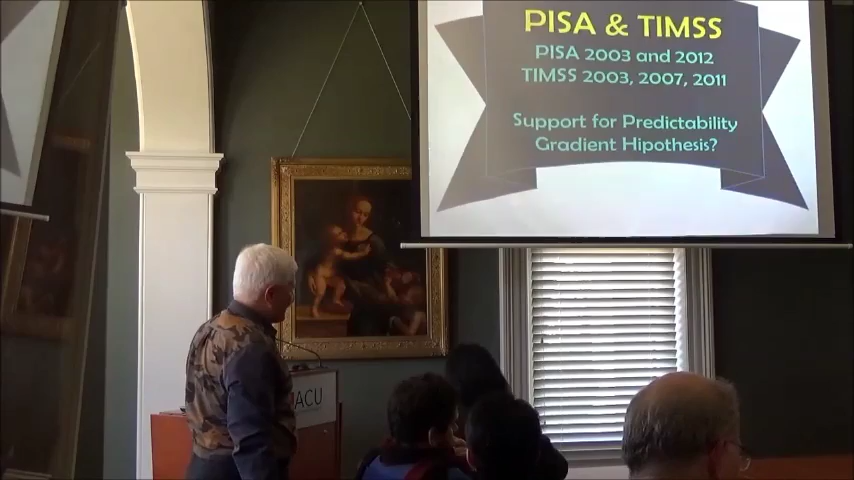 PISA & TIMSS
PISA 2003 and 2012
TIMSS 2003, 2007, 2011
Support for Predictability
Gradient Hipothesis?
ACU